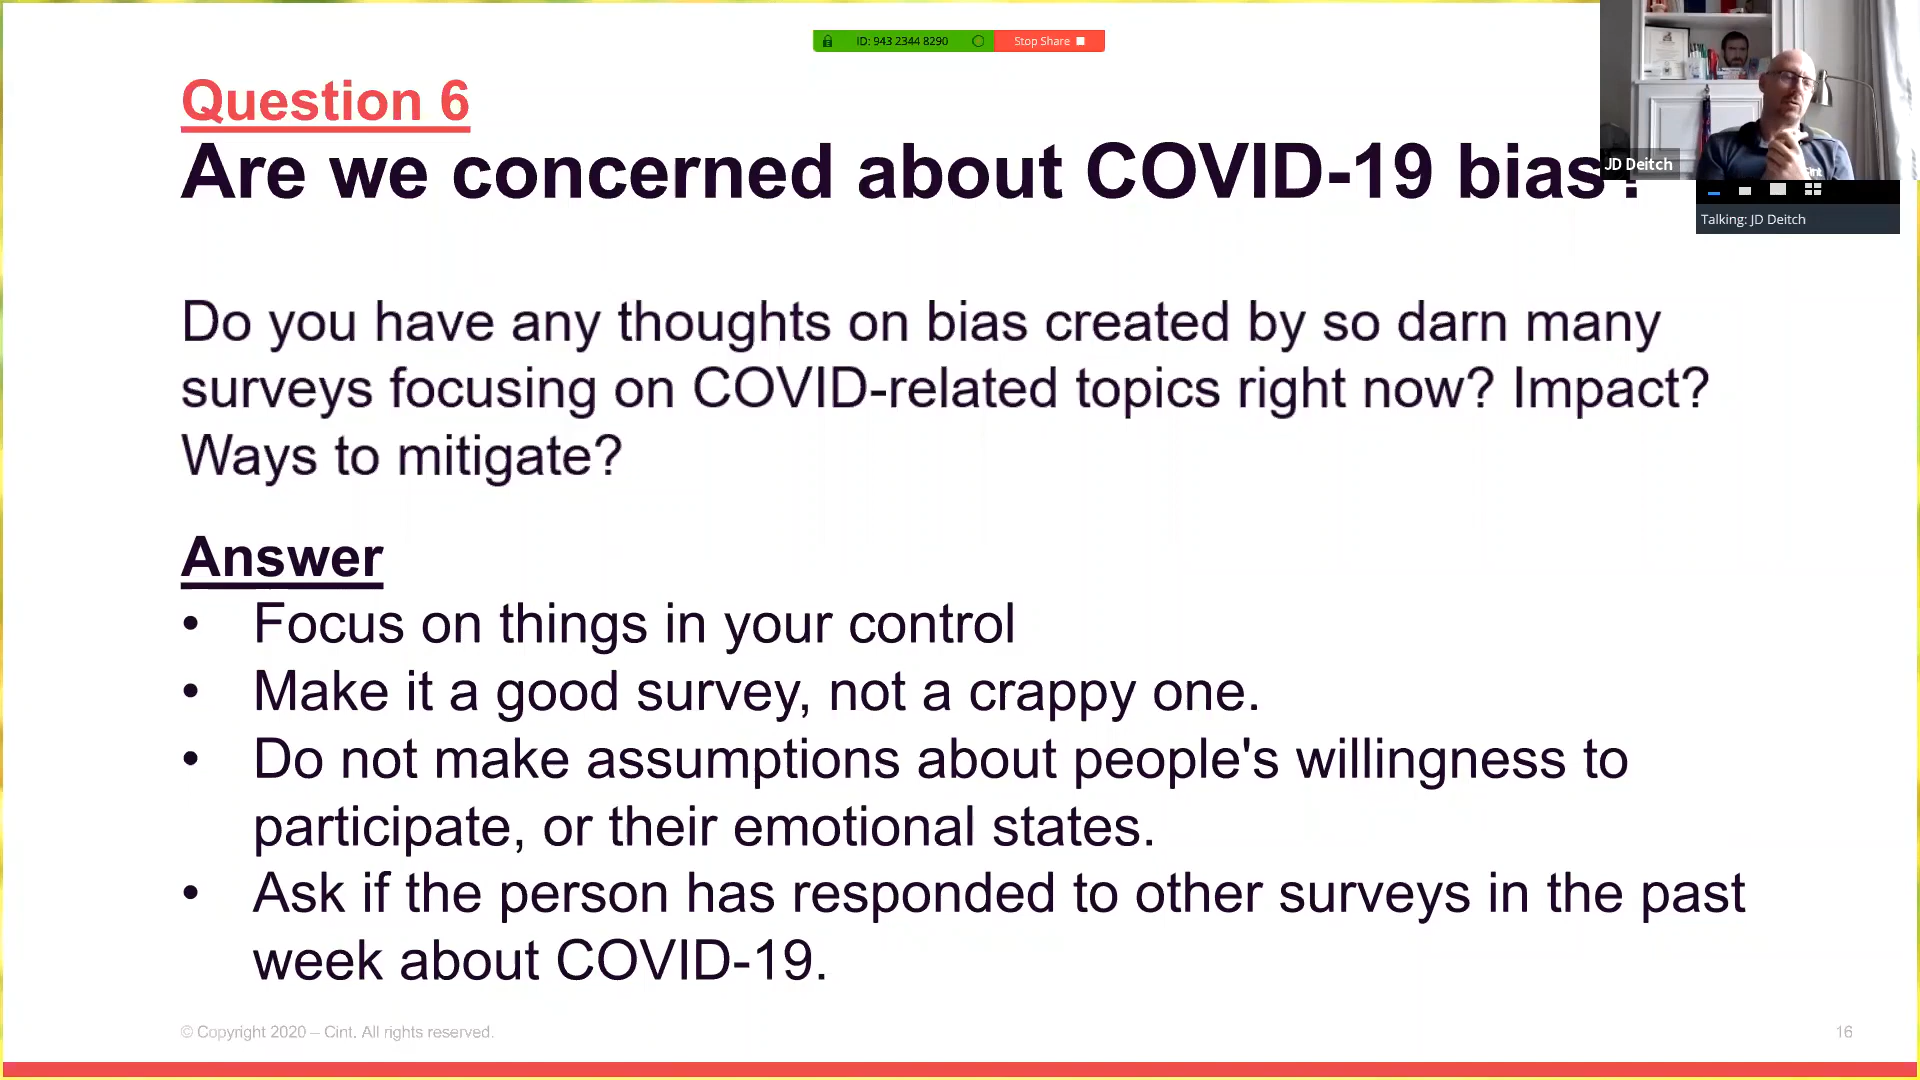 ID: 943 2344 8290
Stop Share
Question 6
Are we concerned about COVID-19 bias?
JD Deitch
Talking: JD Deitch
Do you have any thoughts on bias created by so darn many
surveys focusing on COVID-related topics right now? Impact?
Ways to mitigate?
Answer
• Focus on things in your control
• Make it a good survey, not a crappy one.
• Do not make assumptions about people's willingness to
participate, or their emotional states.
• Ask if the person has responded to other surveys in the past
week about COVID-19.
© Copyright 2020 – Cint. All rights reserved.
16